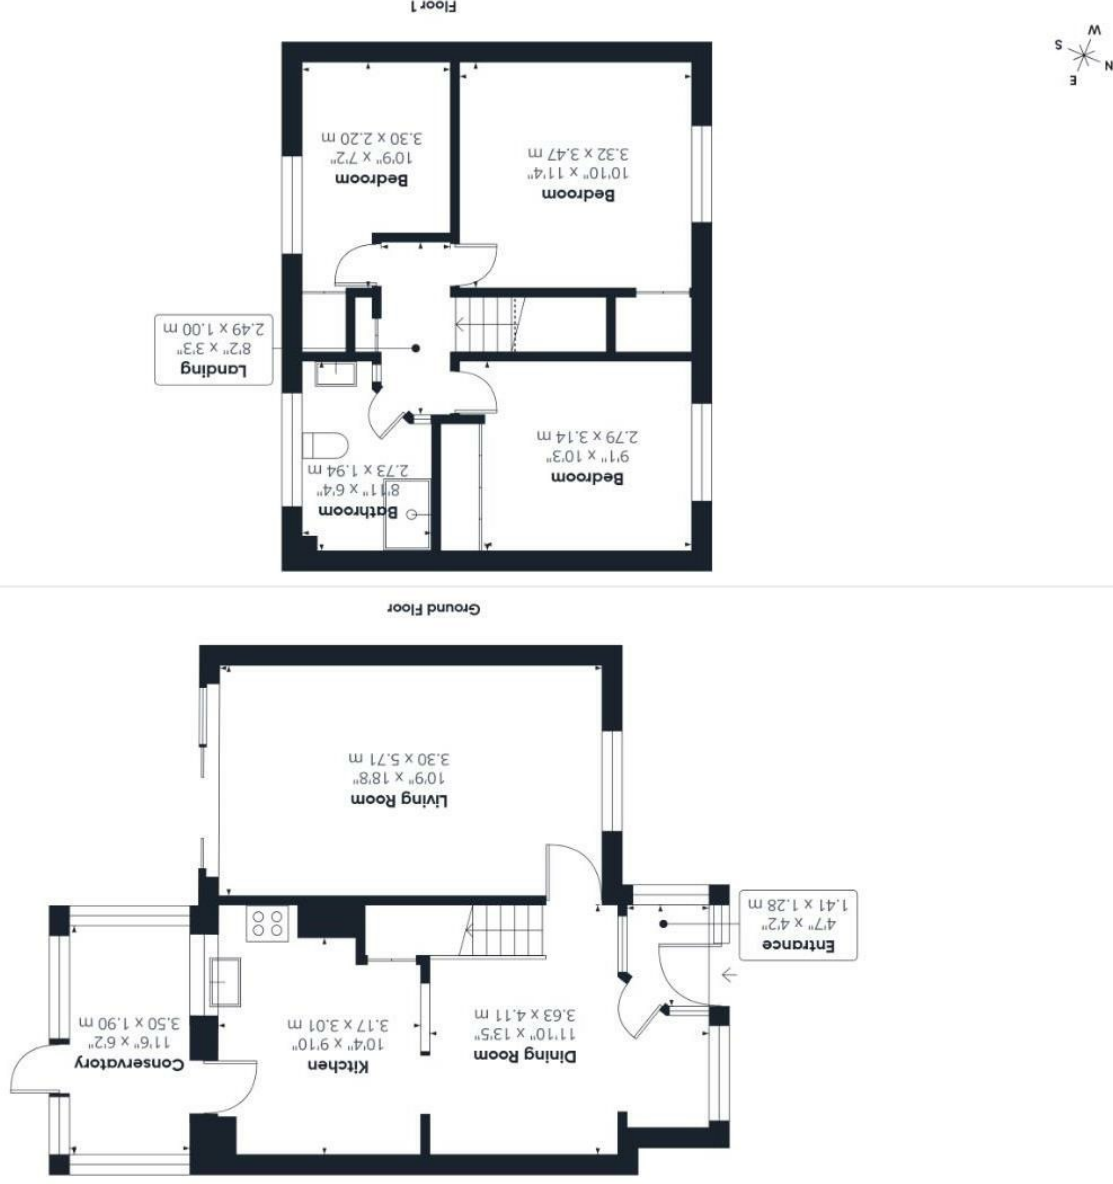 Ground Floor
Conservatory
11'6" x 6'2"
3.50 x 1.90 m
Kitchen
10'4" x 9'10"
3.17 x 3.01 m
Dining Room
11'10" x 13'5"
3.63 x 4.11 m
Entrance
4'7" x 4'2"
1.41 x 1.28 m
Living Room
10'9" x 18'8"
3.30 x 5.71 m
Floor 1
Bedroom
9'1" x 10'3"
2.79 x 3.14 m
Bathroom
8'11" x 6'4"
2.73 x 1.94 m
Landing
8'2" x 3'3"
2.49 x 1.00 m
Bedroom
10'10" x 11'4"
3.32 x 3.47 m
Bedroom
10'9" x 7'2"
3.30 x 2.20 m
E
N
S
W